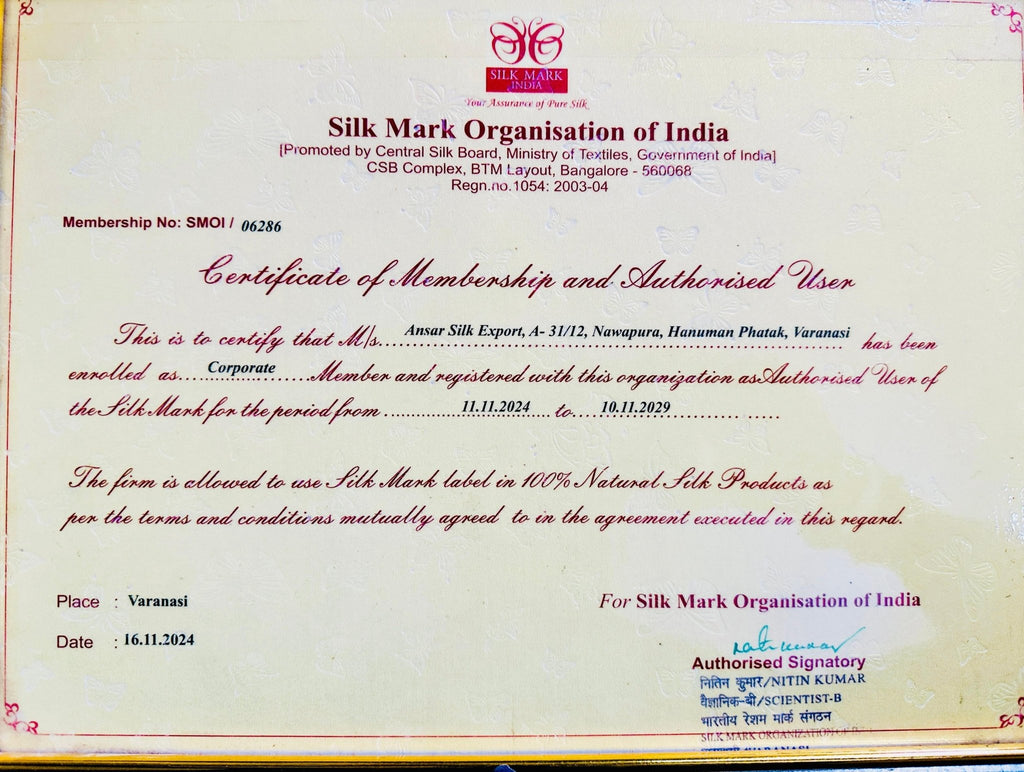 SILK MARK
INDIA
Your Assurance of Pure Silk
Silk Mark Organisation of India
[Promoted by Central Silk Board, Ministry of Textiles, Government of India]
CSB Complex, BTM Layout, Bangalore - 560068
Regn.no.1054: 2003-04
Membership No: SMOI / 06286
Certificate of Membership and Authorised User
This is to certify that M/s. Ansar Silk Export, A- 31/12, Nawapura, Hanuman Phatak, Varanasi has been
enrolled as...Corporate...Member and registered with this organization as Authorised User of
the Silk Mark for the period from ...11.11.2024... to...10.11.2029...
The firm is allowed to use Silk Mark label in 100% Natural Silk Products as
per the terms and conditions mutually agreed to in the agreement executed in this regard.
Place : Varanasi
For Silk Mark Organisation of India
Date : 16.11.2024
Authorised Signatory
नितिन कुमार/NITIN KUMAR
वैज्ञानिक-बी/SCIENTIST-B
भारतीय रेशम मार्क संगठन
SILK MARK ORGANIZATION OF
VARANASI